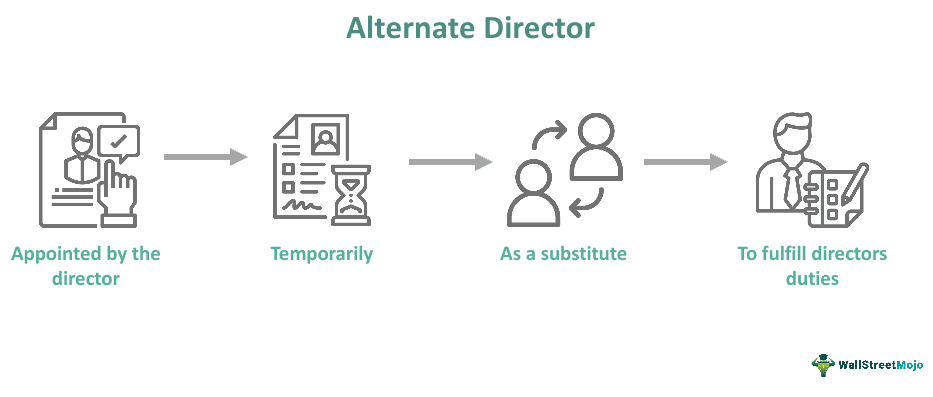 Alternate Director
Appointed by the
director
Temporarily
As a substitute
To fulfill directors
duties
WallStreetMojo